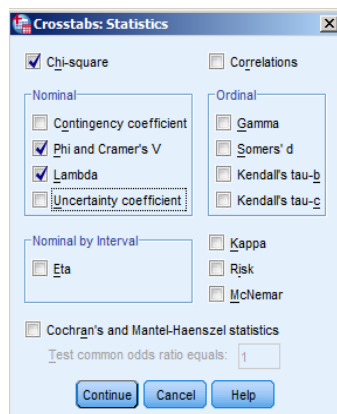 Crosstabs: Statistics
Chi-square
Correlations
Nominal
Contingency coefficient
Phi and Cramer's V
Lambda
Uncertainty coefficient
Ordinal
Gamma
Somers' d
Kendall's tau-b
Kendall's tau-c
Nominal by Interval
Eta
Kappa
Risk
McNemar
Cochran's and Mantel-Haenszel statistics
Test common odds ratio equals: 1
Continue Cancel Help